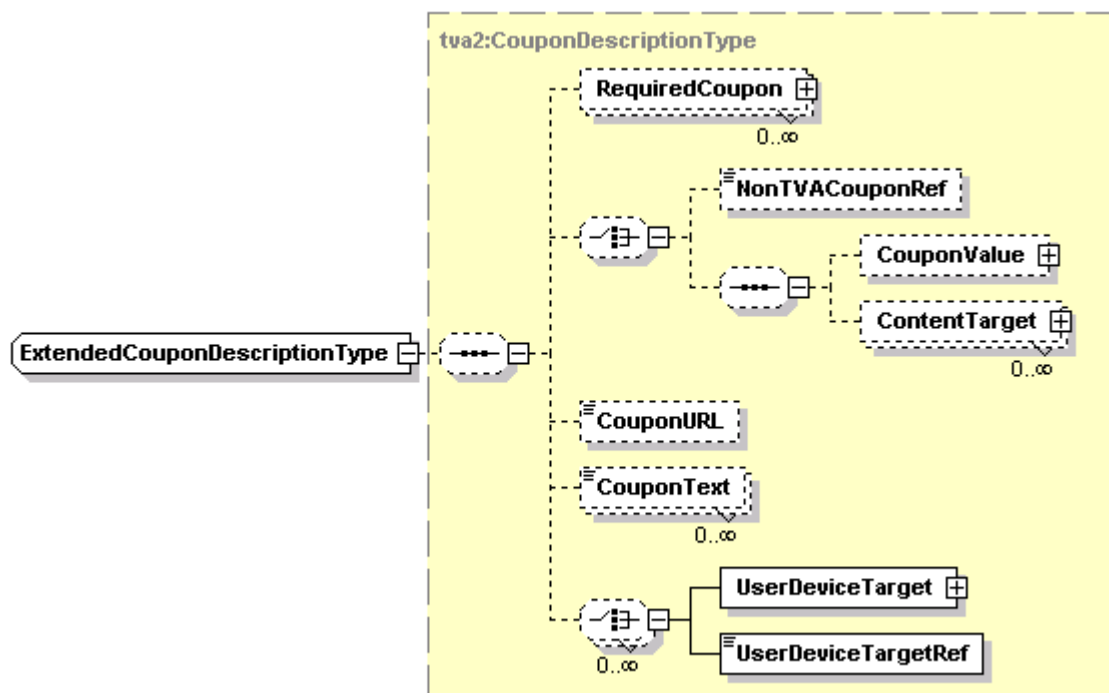 tva2:CouponDescriptionType
RequiredCoupon
0..∞
NonTVACouponRef
CouponValue
ContentTarget
0..∞
ExtendedCouponDescriptionType
CouponURL
CouponText
0..∞
UserDeviceTarget
UserDeviceTargetRef
0..∞